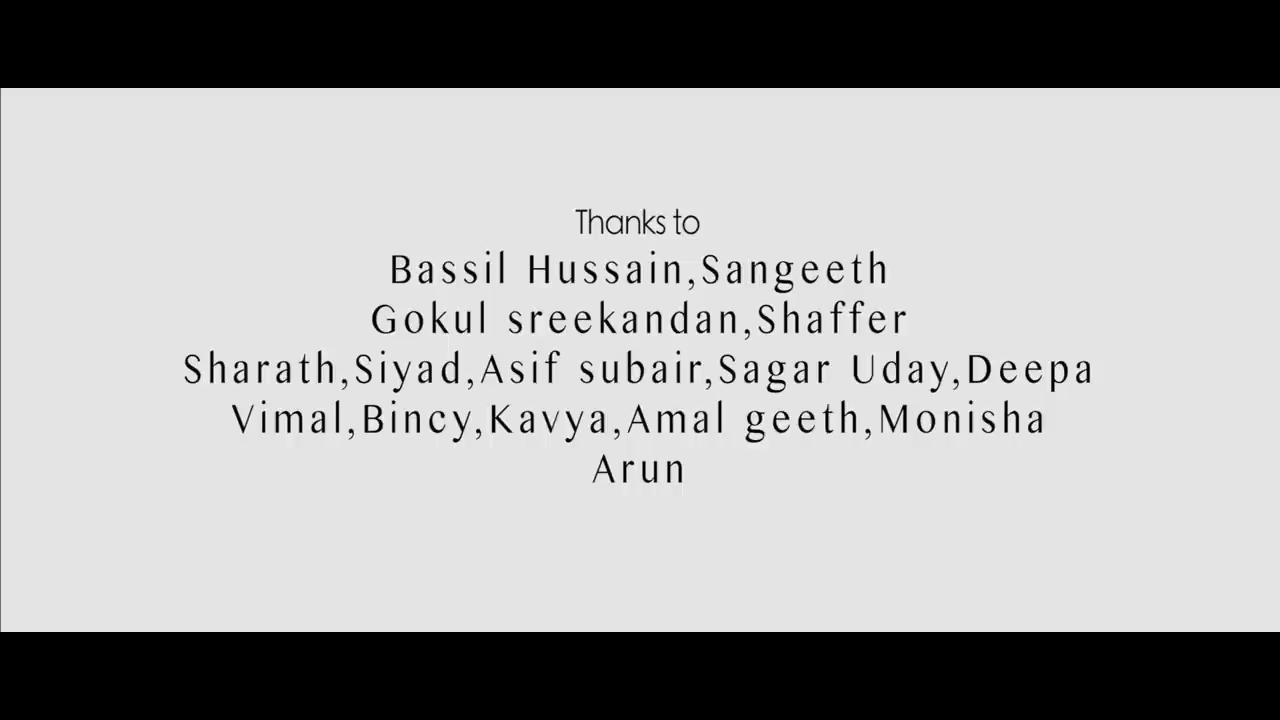 Thanks to
Bassil Hussain,Sangeeth
Gokul sreekandan,Shaffer
Sharath,Siyad,Asif subair,Sagar Uday,Deepa
Vimal,Bincy,Kavya,Amal geeth,Monisha
Arun